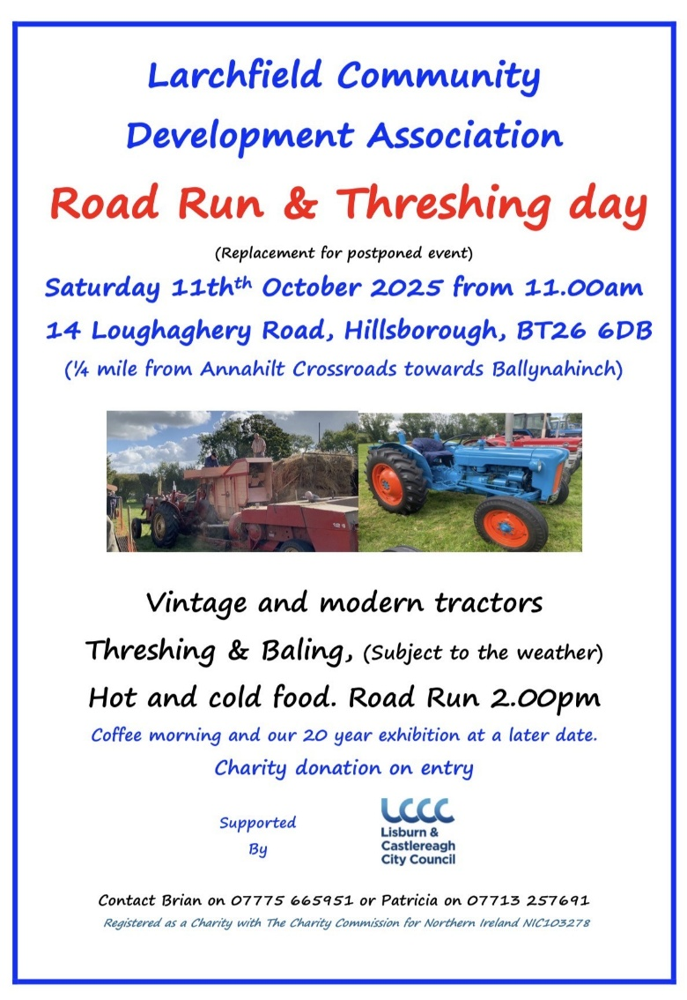 Larchfield Community
Development Association
Road Run & Threshing day
(Replacement for postponed event)
Saturday 11thth October 2025 from 11.00am
14 Loughaghery Road, Hillsborough, BT26 6DB
(¼ mile from Annahilt Crossroads towards Ballynahinch)
Vintage and modern tractors
Threshing & Baling, (Subject to the weather)
Hot and cold food. Road Run 2.00pm
Coffee morning and our 20 year exhibition at a later date.
Charity donation on entry
Supported
By
LCCC
Lisburn &
Castlereagh
City Council
Contact Brian on 07775 665951 or Patricia on 07713 257691
Registered as a Charity with The Charity Commission for Northern Ireland NIC103278